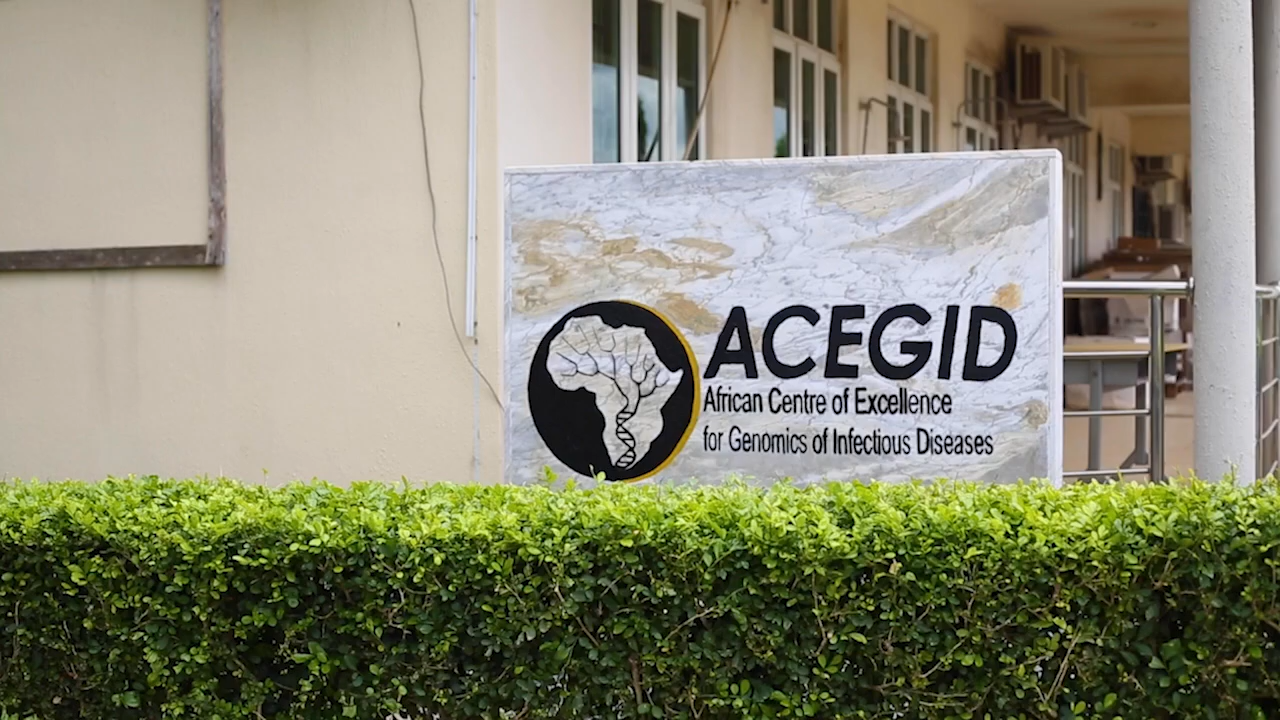 ACEGID
African Centre of Excellence
for Genomics of Infectious Diseases